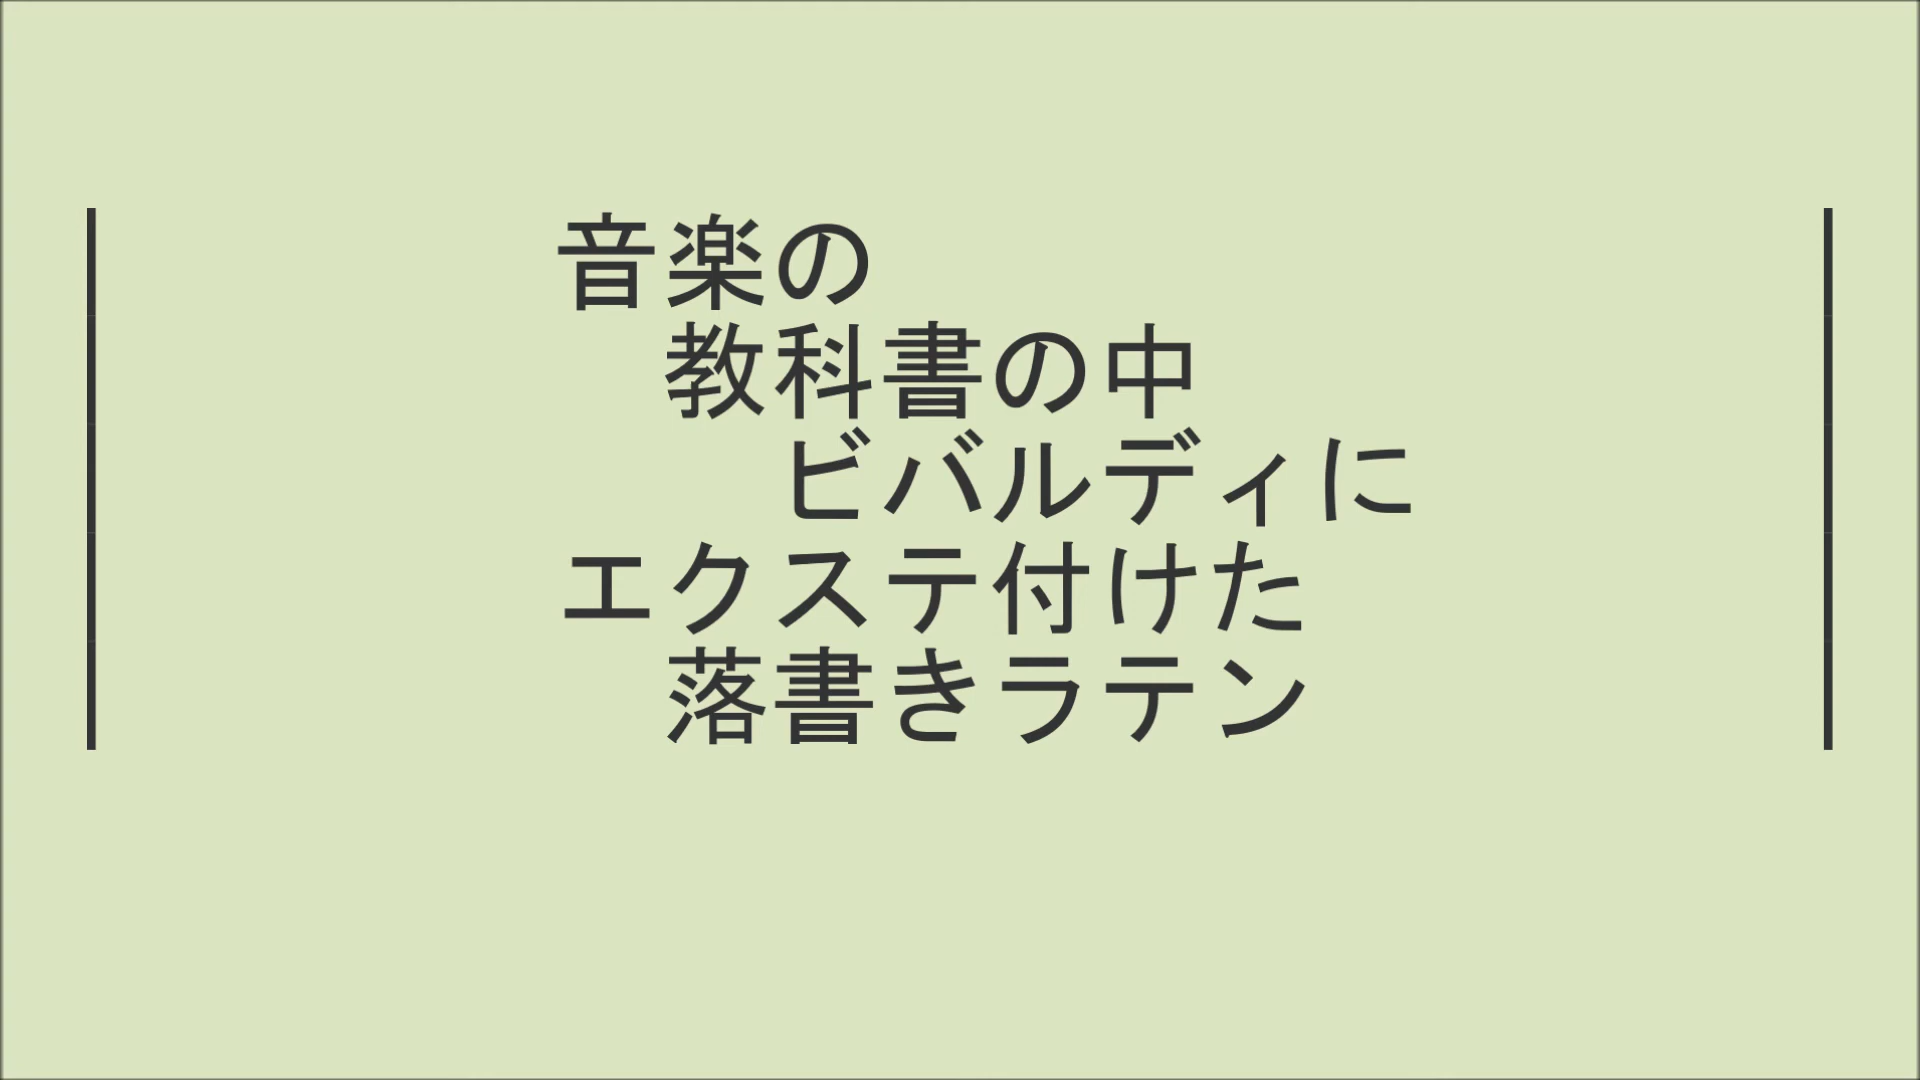 音楽の
教科書の中
ビバルディに
エクステ付けた
落書きラテン